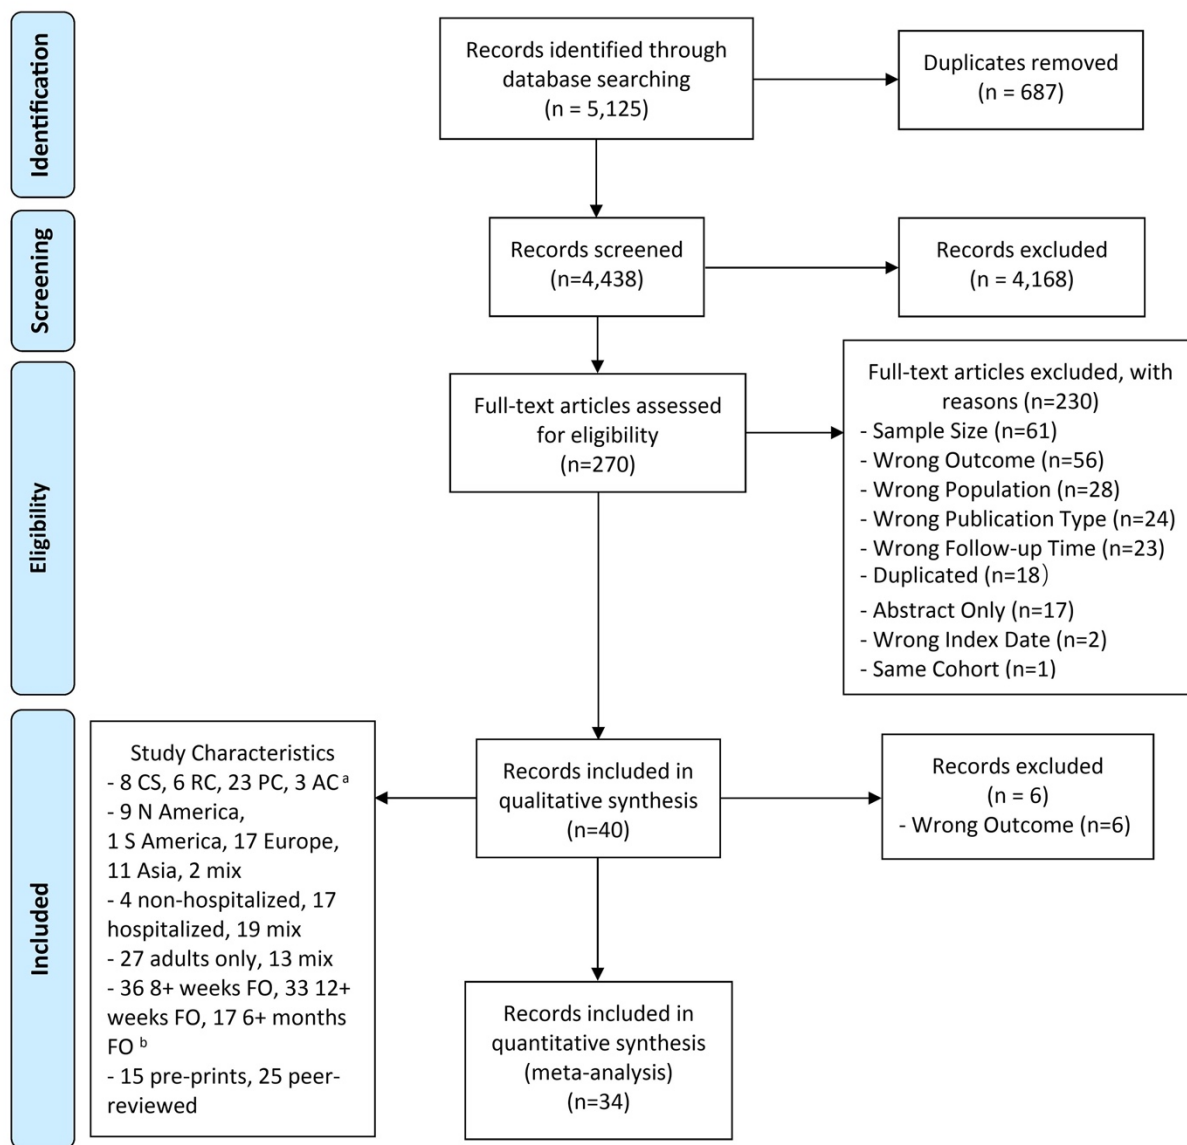 Identification
Records identified through
database searching
(n = 5,125)
Duplicates removed
(n = 687)
Screening
Records screened
(n=4,438)
Records excluded
(n = 4,168)
Eligibility
Full-text articles assessed
for eligibility
(n=270)
Full-text articles excluded, with
reasons (n=230)
- Sample Size (n=61)
- Wrong Outcome (n=56)
- Wrong Population (n=28)
- Wrong Publication Type (n=24)
- Wrong Follow-up Time (n=23)
- Duplicated (n=18）
- Abstract Only (n=17)
- Wrong Index Date (n=2)
- Same Cohort (n=1)
Included
Study Characteristics
- 8 CS, 6 RC, 23 PC, 3 AC a
- 9 N America,
1 S America, 17 Europe,
11 Asia, 2 mix
- 4 non-hospitalized, 17
hospitalized, 19 mix
- 27 adults only, 13 mix
- 36 8+ weeks FO, 33 12+
weeks FO, 17 6+ months
FO b
- 15 pre-prints, 25 peer-
reviewed
Records included in
qualitative synthesis
(n=40)
Records excluded
(n = 6)
- Wrong Outcome (n=6)
Records included in
quantitative synthesis
(meta-analysis)
(n=34)